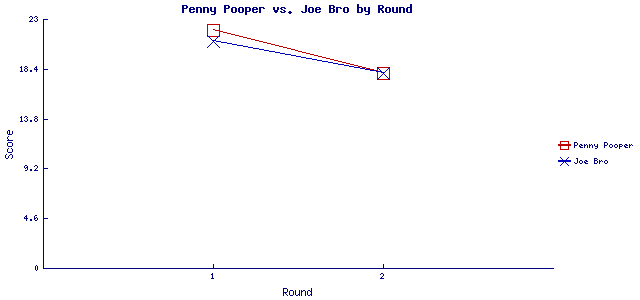 Penny Pooper vs. Joe Bro by Round
23
18.4
13.8
9.2
4.6
0
Score
1
2
Round
Penny Pooper
Joe Bro